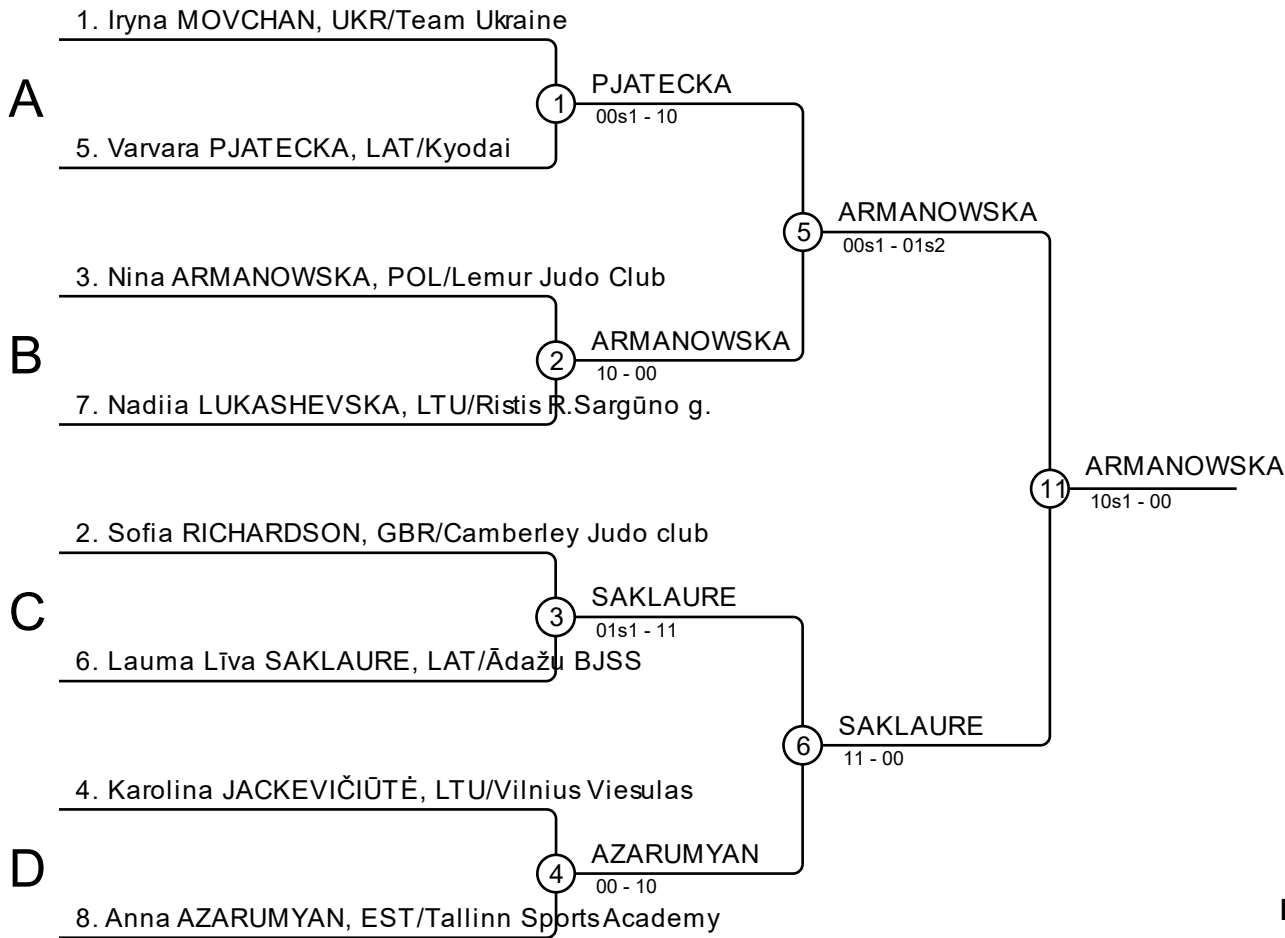 1. Iryna MOVCHAN, UKR/Team Ukraine
A
1
PJATECKA
00s1 - 10
5. Varvara PJATECKA, LAT/Kyodai
5
ARMANOWSKA
00s1 - 01s2
3. Nina ARMANOWSKA, POL/Lemur Judo Club
B
2
ARMANOWSKA
10 - 00
7. Nadiia LUKASHEVSKA, LTU/Ristis R.Sargūno g.
11
ARMANOWSKA
10s1 - 00
2. Sofia RICHARDSON, GBR/Camberley Judo club
C
3
SAKLAURE
01s1 - 11
6. Lauma Līva SAKLAURE, LAT/Ādažu BJSS
6
SAKLAURE
11 - 00
4. Karolina JACKEVIČIŪTĖ, LTU/Vilnius Viesulas
D
4
AZARUMYAN
00 - 10
8. Anna AZARUMYAN, EST/Tallinn Sports Academy